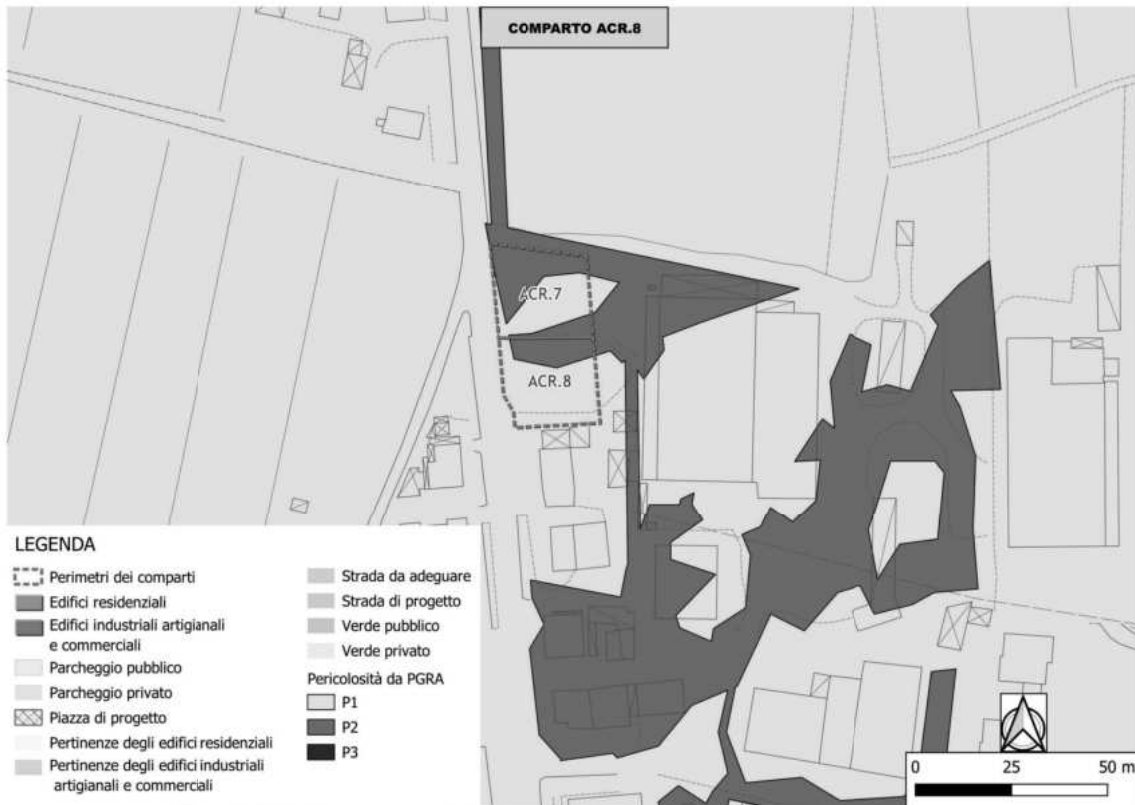 COMPARTO ACR.8
ACR.7
ACR.8
LEGENDA
Perimetri dei comparti
Edifici residenziali
Edifici industriali artigianali
e commerciali
Parcheggio pubblico
Parcheggio privato
Piazza di progetto
Pertinenze degli edifici residenziali
Pertinenze degli edifici industriali
artigianali e commerciali
Strada da adeguare
Strada di progetto
Verde pubblico
Verde privato
Pericolosità da PGRA
P1
P2
P3
0 25 50 m